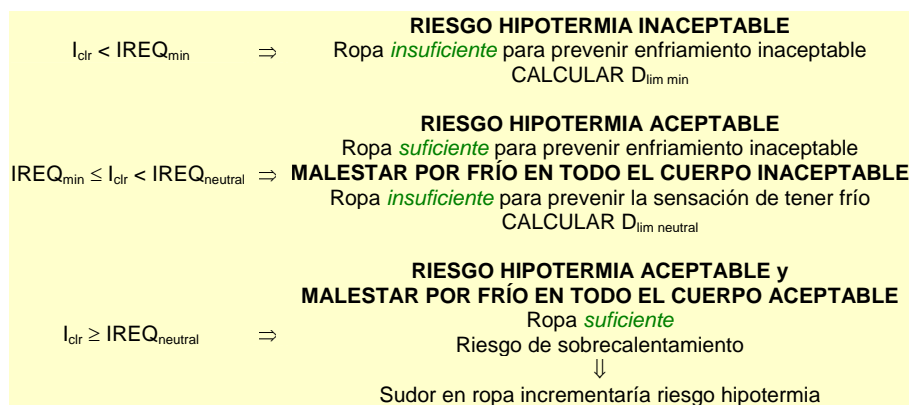 RIESGO HIPOTERMIA INACEPTABLE
I_clr < IREQ_min ⇒ Ropa insuficiente para prevenir enfriamiento inaceptable
CALCULAR D_lim min
RIESGO HIPOTERMIA ACEPTABLE
Ropa suficiente para prevenir enfriamiento inaceptable
IREQ_min ≤ I_clr < IREQ_neutral ⇒ MALESTAR POR FRÍO EN TODO EL CUERPO INACEPTABLE
Ropa insuficiente para prevenir la sensación de tener frío
CALCULAR D_lim neutral
RIESGO HIPOTERMIA ACEPTABLE y
MALESTAR POR FRÍO EN TODO EL CUERPO ACEPTABLE
Ropa suficiente
I_clr ≥ IREQ_neutral ⇒ Riesgo de sobrecalentamiento
⇓
Sudor en ropa incrementaría riesgo hipotermia